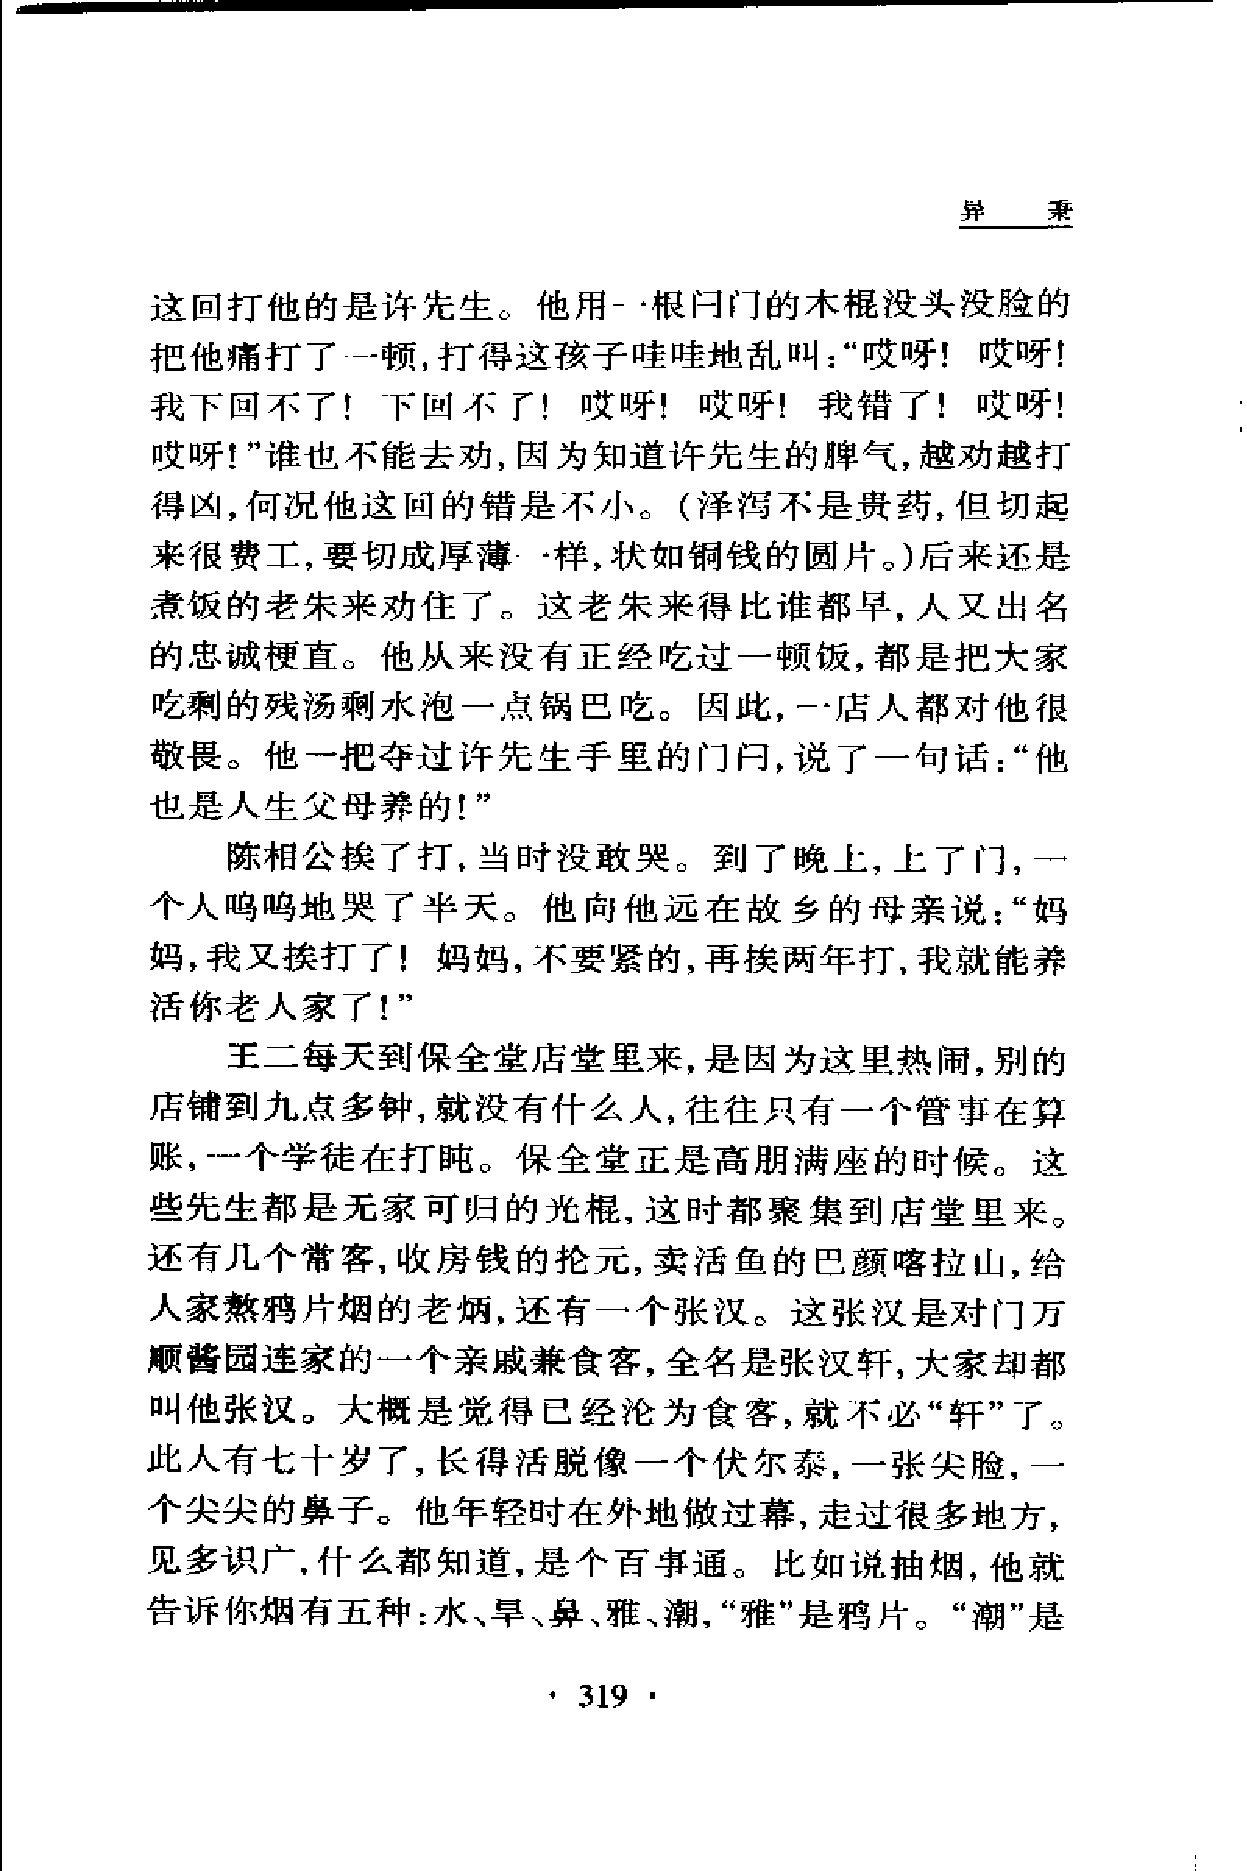 异 秉
这回打他的是许先生。他用一根闩门的木棍没头没脸的
把他痛打了一顿,打得这孩子哇哇地乱叫:“哎呀! 哎呀!
我下回不了! 下回不了! 哎呀! 哎呀! 我错了! 哎呀!
哎呀!”谁也不能去劝,因为知道许先生的脾气,越劝越打
得凶,何况他这回的错是不小。(泽泻不是贵药,但切起
来很费工,要切成厚薄一样,状如铜钱的圆片。)后来还是
煮饭的老朱来劝住了。这老朱来得比谁都早,人又出名
的忠诚梗直。他从来没有正经吃过一顿饭,都是把大家
吃剩的残汤剩水泡一点锅巴吃。因此,一店人都对他很
敬畏。他一把夺过许先生手里的门闩,说了一句话:“他
也是人生父母养的!”
陈相公挨了打,当时没敢哭。到了晚上,上了门,一
个人呜呜地哭了半天。他向他远在故乡的母亲说:“妈
妈,我又挨打了! 妈妈,不要紧的,再挨两年打,我就能养
活你老人家了!”
王二每天到保全堂店堂里来,是因为这里热闹,别的
店铺到九点多钟,就没有什么人,往往只有一个管事在算
账,一个学徒在打盹。保全堂正是高朋满座的时候。这
些先生都是无家可归的光棍,这时都聚集到店堂里来。
还有几个常客,收房钱的抡元,卖活鱼的巴颜喀拉山,给
人家熬鸦片烟的老炳,还有一个张汉。这张汉是对门万
顺酱园连家的一个亲戚兼食客,全名是张汉轩,大家却都
叫他张汉。大概是觉得已经沦为食客,就不必“轩”了。
此人有七十岁了,长得活脱像一个伏尔泰,一张尖脸,一
个尖尖的鼻子。他年轻时在外地做过幕,走过很多地方,
见多识广,什么都知道,是个百事通。比如说抽烟,他就
告诉你烟有五种:水、旱、鼻、雅、潮,“雅”是鸦片。“潮”是
· 319 ·